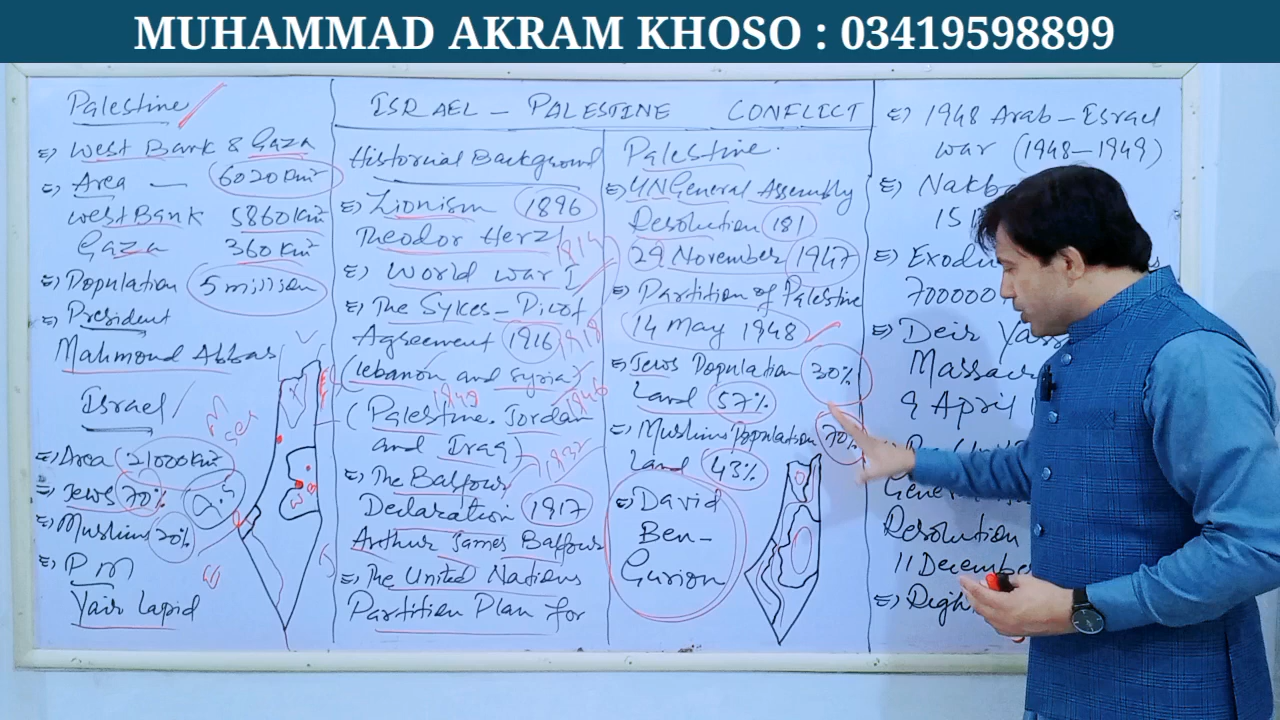 MUHAMMAD AKRAM KHOSO : 03419598899
Palestine
West Bank & Gaza
Area — 6020 Km²
West Bank 5860 Km²
Gaza 360 Km²
Population 5 million
President
Mahmoud Abbas
Israel
Area 21000 Km²
Jews 70%
Muslims 20%
PM
Yair Lapid
ISRAEL – PALESTINE CONFLICT
Historial Background
Zionism 1896
Theodor Herzl
World War I
1914
The Sykes – Picot
Agreement 1916
1918
(Lebanon and Syria)
(Palestine, Jordan
1946
and Iraq)
1932
The Balfour
Declaration 1917
Arthur James Balfour
The United Nations
Partition Plan for
Palestine.
UN General Assembly
Resolution 181
29 November 1947
Partition of Palestine
14 May 1948
Jews Population 30%
Land 57%
Muslims Population 70%
Land 43%
David
Ben-
Gurion
1948 Arab – Esrael
war (1948–1949)
Nakba
15
700000
Deir
Massacre
9 April
General
Resolution
11 December